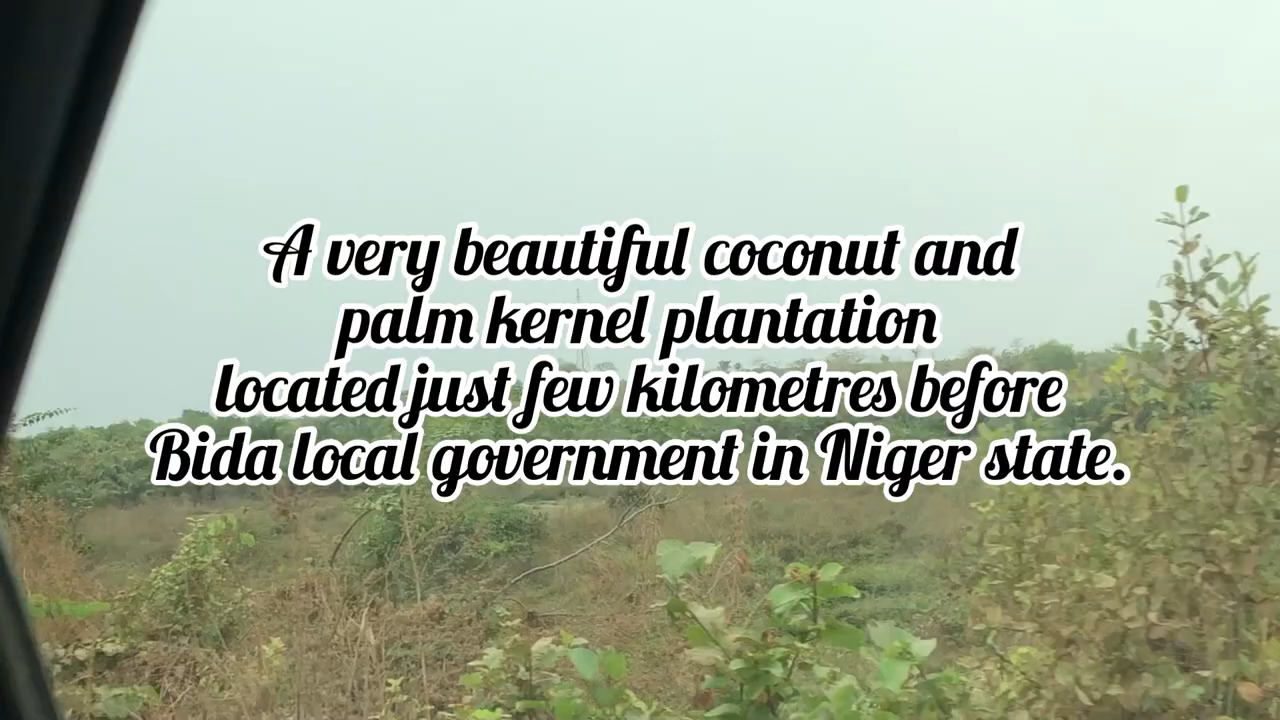 A very beautiful coconut and
palm kernel plantation
located just few kilometres before
Bida local government in Niger state.